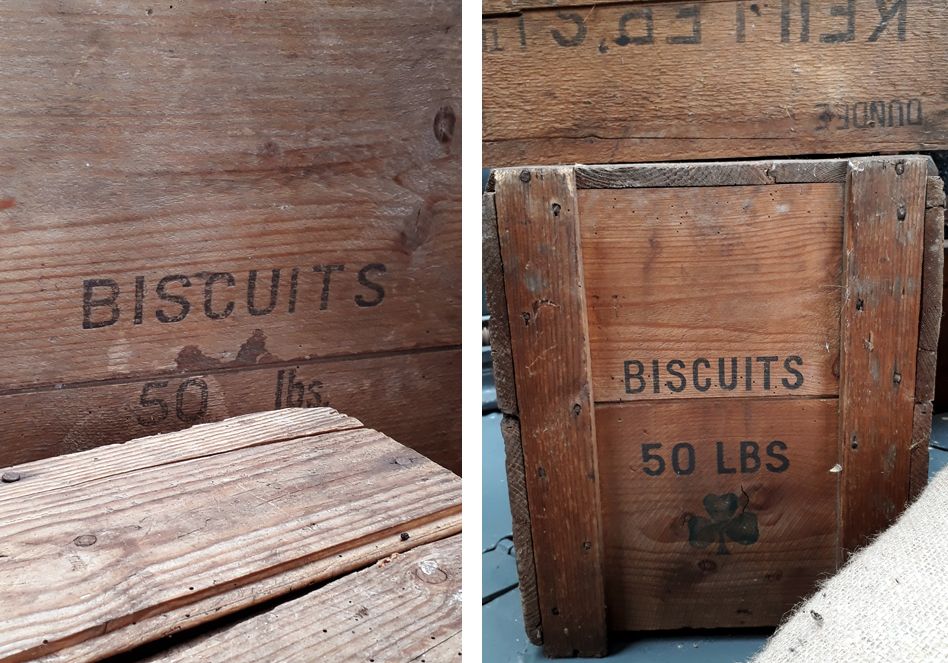 BISCUITS
50 lbs.
DUNDEE
BISCUITS
50 LBS